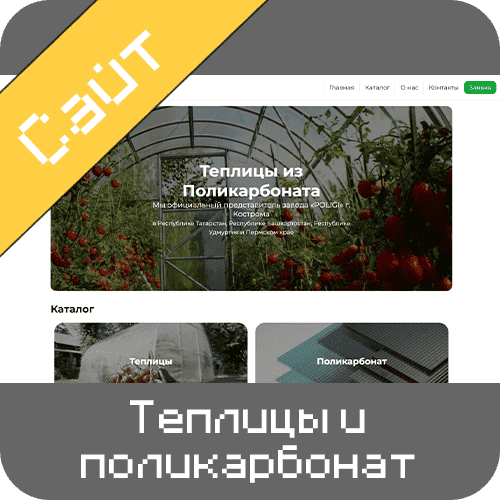 Сайт
Главная Каталог О нас Контакты Заявка
Теплицы из
Поликарбоната
Мы официальный представитель завода «POLIGI» г.
Кострома
в Республике Татарстан, Республике Башкортостан, Республике
Удмуртия и Пермском крае
Каталог
Теплицы Поликарбонат
Теплицы и
поликарбонат